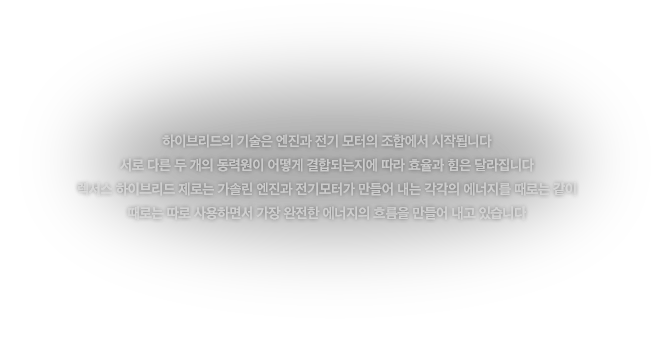 하이브리드의 기술은 엔진과 전기 모터의 조합에서 시작됩니다
서로 다른 두 개의 동력원이 어떻게 결합되는지에 따라 효율과 힘은 달라집니다
렉서스 하이브리드 제로는 가솔린 엔진과 전기모터가 만들어 내는 각각의 에너지를 때로는 같이
때로는 따로 사용하면서 가장 완전한 에너지의 흐름을 만들어 내고 있습니다